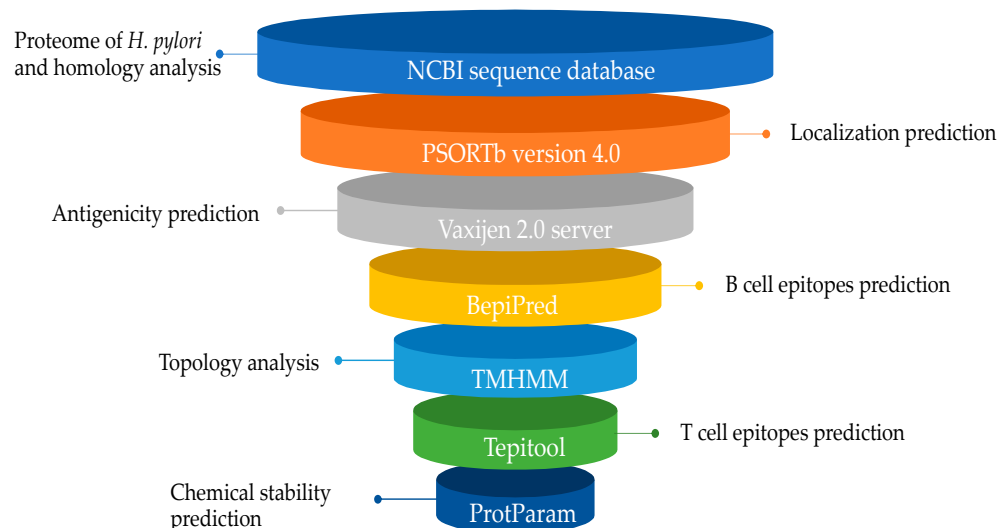 Proteome of H. pylori
and homology analysis
NCBI sequence database
PSORTb version 4.0
Localization prediction
Antigenicity prediction
Vaxijen 2.0 server
BepiPred
B cell epitopes prediction
Topology analysis
TMHMM
Tepitool
T cell epitopes prediction
Chemical stability
prediction
ProtParam